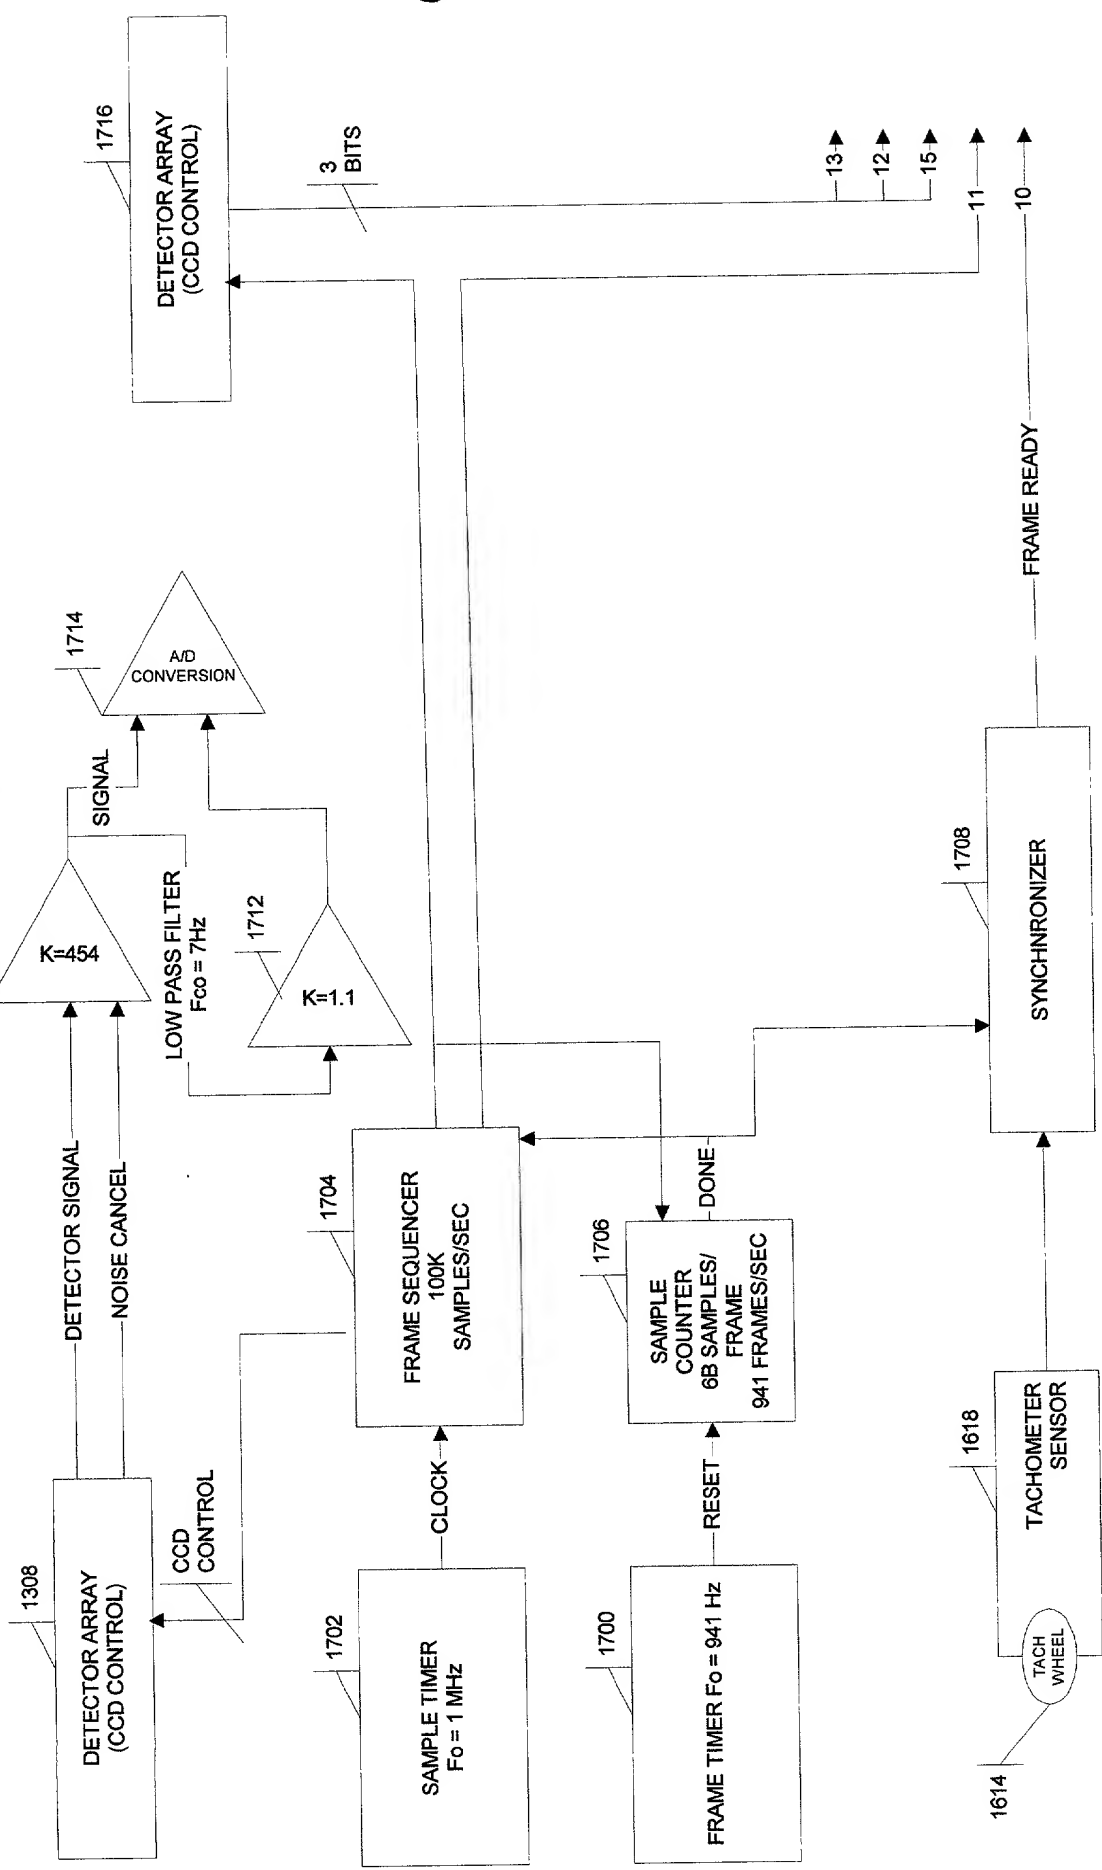 1308
DETECTOR ARRAY
(CCD CONTROL)
DETECTOR SIGNAL
NOISE CANCEL
K=454
SIGNAL
1714
A/D
CONVERSION
1716
DETECTOR ARRAY
(CCD CONTROL)
CCD
CONTROL
LOW PASS FILTER
Fco = 7Hz
1712
K=1.1
3
BITS
1702
SAMPLE TIMER
Fo = 1 MHz
CLOCK
1704
FRAME SEQUENCER
100K
SAMPLES/SEC
1700
FRAME TIMER Fo = 941 Hz
RESET
1706
SAMPLE
COUNTER
6B SAMPLES/
FRAME
941 FRAMES/SEC
DONE
13
12
15
11
10
1614
TACH
WHEEL
1618
TACHOMETER
SENSOR
1708
SYNCHNRONIZER
FRAME READY